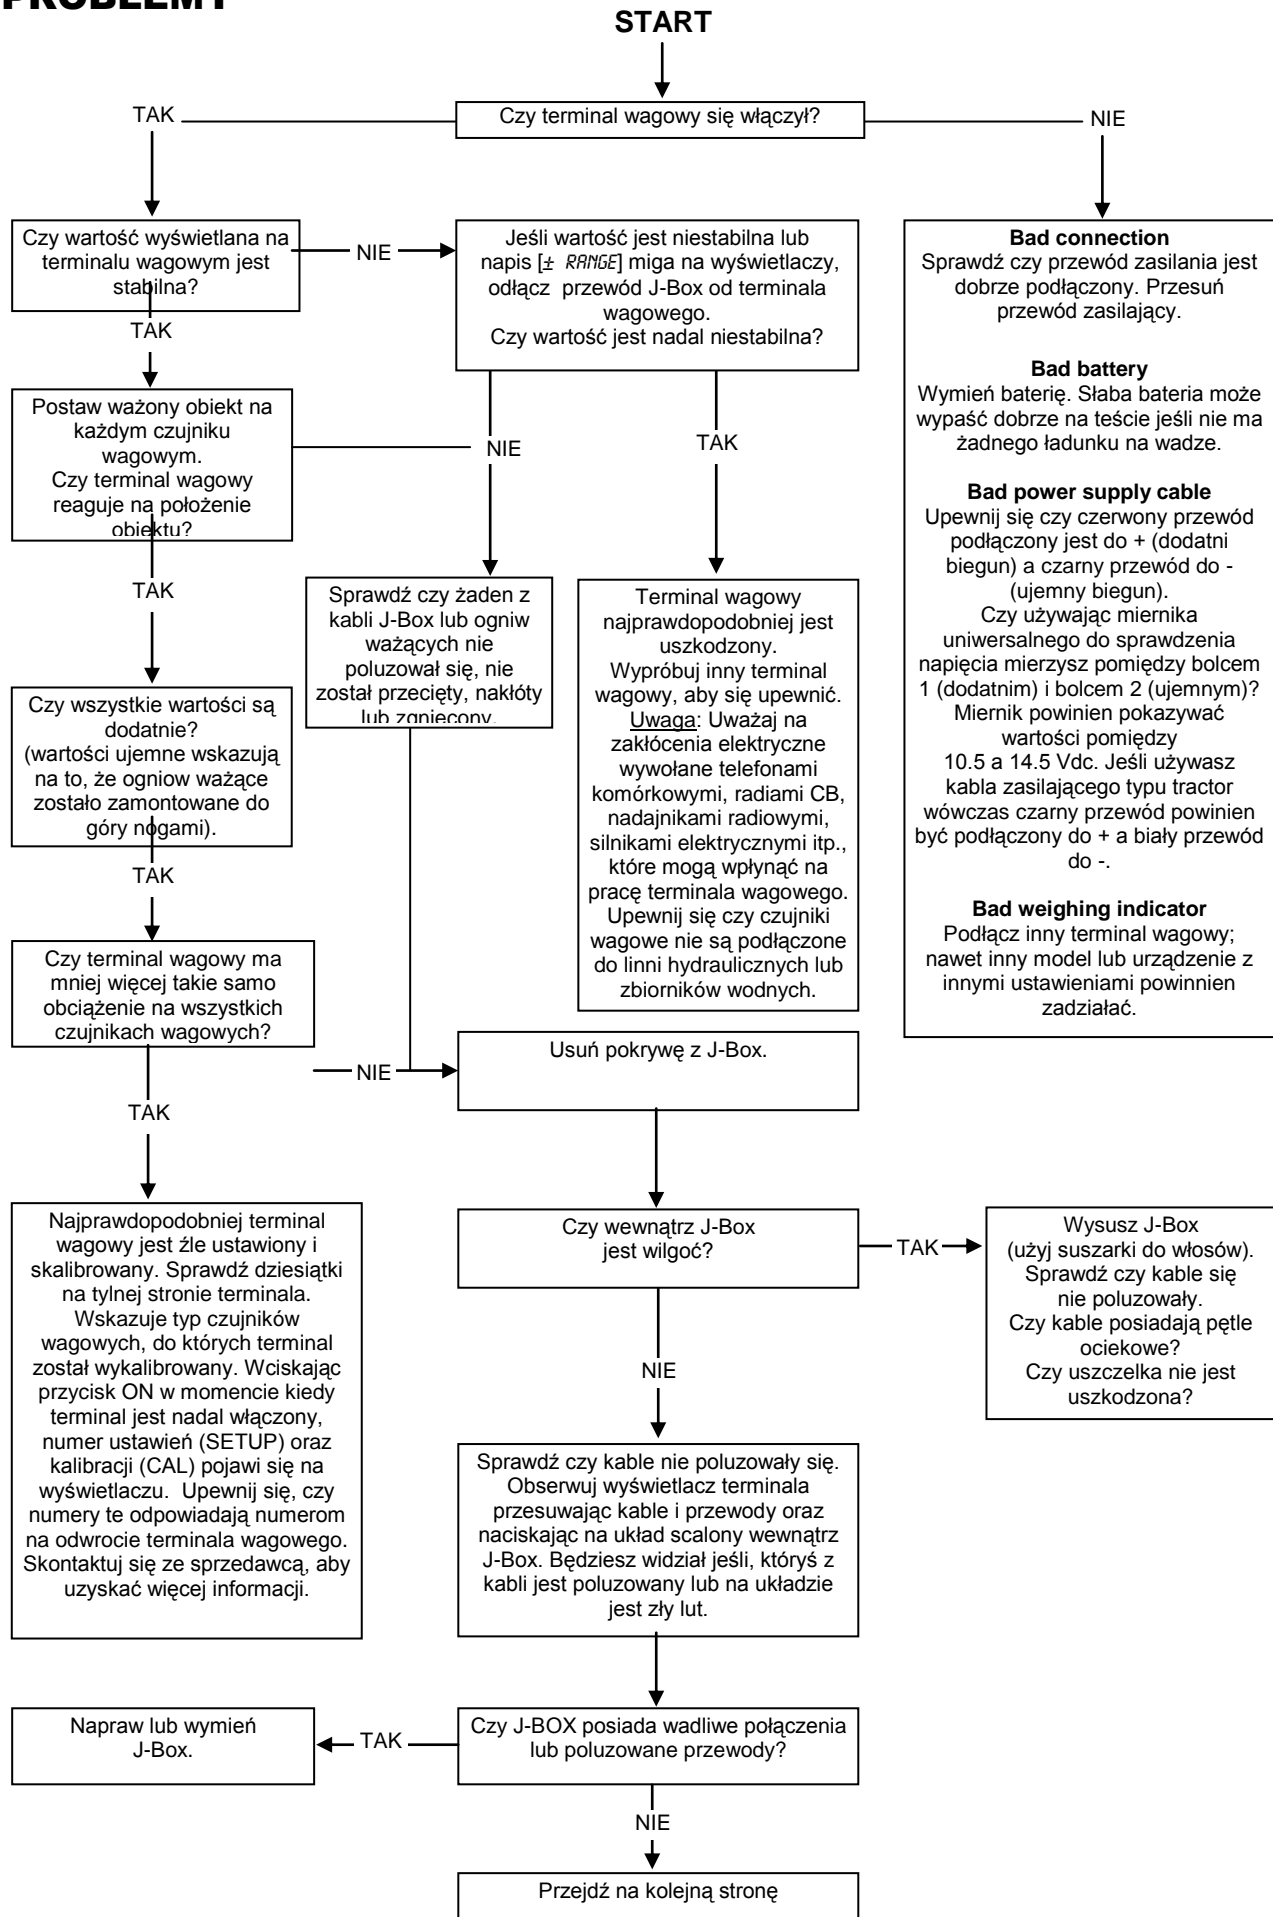 PROBLEMY
START
Czy terminal wagowy się włączył?
TAK
NIE
Czy wartość wyświetlana na
terminalu wagowym jest
stabilna?
NIE
Jeśli wartość jest niestabilna lub
napis [± RANGE] miga na wyświetlaczy,
odłącz przewód J-Box od terminala
wagowego.
Czy wartość jest nadal niestabilna?
Bad connection
Sprawdź czy przewód zasilania jest
dobrze podłączony. Przesuń
przewód zasilający.
Bad battery
Wymień baterię. Słaba bateria może
wypaść dobrze na teście jeśli nie ma
żadnego ładunku na wadze.
Bad power supply cable
Upewnij się czy czerwony przewód
podłączony jest do + (dodatni
biegun) a czarny przewód do -
(ujemny biegun).
Czy używając miernika
uniwersalnego do sprawdzenia
napięcia mierzysz pomiędzy bolcem
1 (dodatnim) i bolcem 2 (ujemnym)?
Miernik powinien pokazywać
wartości pomiędzy
10.5 a 14.5 Vdc. Jeśli używasz
kabla zasilającego typu tractor
wówczas czarny przewód powinien
być podłączony do + a biały przewód
do -.
Bad weighing indicator
Podłącz inny terminal wagowy;
nawet inny model lub urządzenie z
innymi ustawieniami powinnien
zadziałać.
TAK
Postaw ważony obiekt na
każdym czujniku
wagowym.
Czy terminal wagowy
reaguje na położenie
obiektu?
NIE
TAK
TAK
Sprawdź czy żaden z
kabli J-Box lub ogniw
ważących nie
poluzował się, nie
został przecięty, nakłóty
lub zgnięcony.
Terminal wagowy
najprawdopodobniej jest
uszkodzony.
Wypróbuj inny terminal
wagowy, aby się upewnić.
Uwaga: Uważaj na
zakłócenia elektryczne
wywołane telefonami
komórkowymi, radiami CB,
nadajnikami radiowymi,
silnikami elektrycznymi itp.,
które mogą wpłynąć na
pracę terminala wagowego.
Upewnij się czy czujniki
wagowe nie są podłączone
do linni hydraulicznych lub
zbiorników wodnych.
Czy wszystkie wartości są
dodatnie?
(wartości ujemne wskazują
na to, że ogniow ważące
zostało zamontowane do
góry nogami).
TAK
Czy terminal wagowy ma
mniej więcej takie samo
obciążenie na wszystkich
czujnikach wagowych?
NIE
Usuń pokrywę z J-Box.
TAK
Najprawdopodobniej terminal
wagowy jest źle ustawiony i
skalibrowany. Sprawdź dziesiątki
na tylnej stronie terminala.
Wskazuje typ czujników
wagowych, do których terminal
został wykalibrowany. Wciskając
przycisk ON w momencie kiedy
terminal jest nadal włączony,
numer ustawień (SETUP) oraz
kalibracji (CAL) pojawi się na
wyświetlaczu. Upewnij się, czy
numery te odpowiadają numerom
na odwrocie terminala wagowego.
Skontaktuj się ze sprzedawcą, aby
uzyskać więcej informacji.
Czy wewnątrz J-Box
jest wilgoć?
TAK
Wysusz J-Box
(użyj suszarki do włosów).
Sprawdź czy kable się
nie poluzowały.
Czy kable posiadają pętle
ociekowe?
Czy uszczelka nie jest
uszkodzona?
NIE
Sprawdź czy kable nie poluzowały się.
Obserwuj wyświetlacz terminala
przesuwając kable i przewody oraz
naciskając na układ scalony wewnątrz
J-Box. Będziesz widział jeśli, któryś z
kabli jest poluzowany lub na układzie
jest zły lut.
Czy J-BOX posiada wadliwe połączenia
lub poluzowane przewody?
TAK
Napraw lub wymień
J-Box.
NIE
Przejdź na kolejną stronę